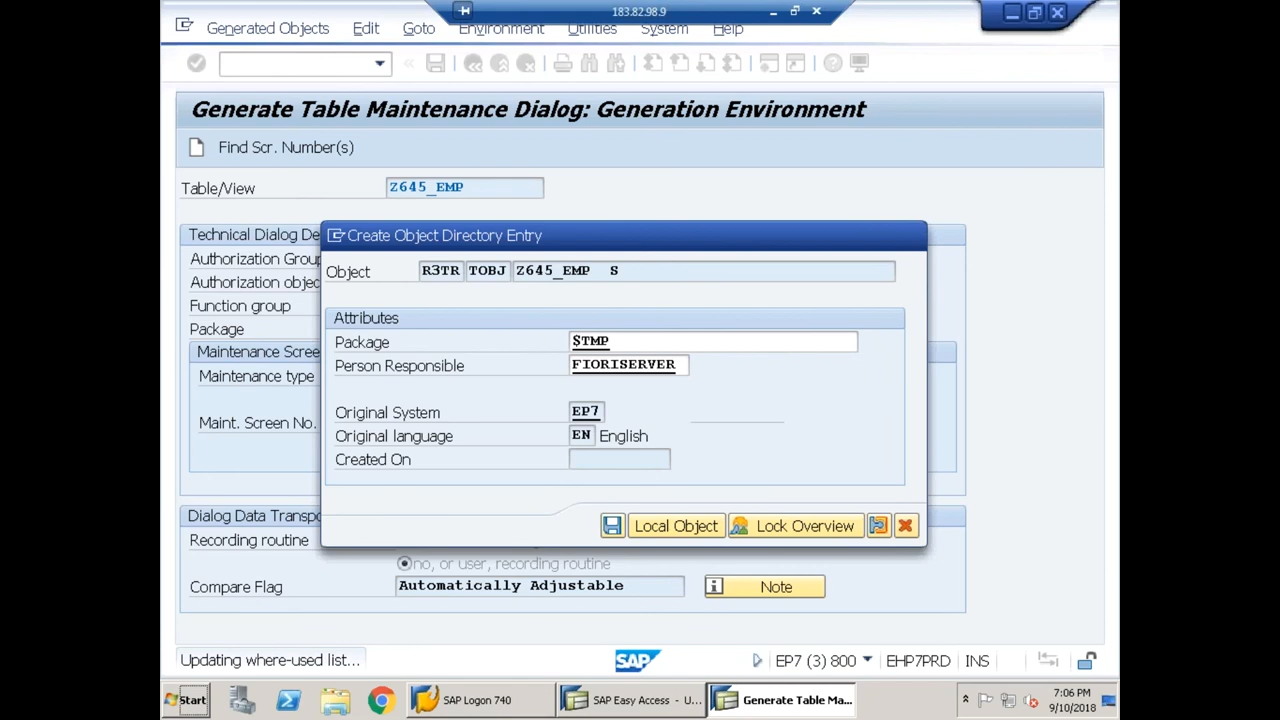 183.82.98.9
Generated Objects Edit Goto Environment Utilities System Help
Generate Table Maintenance Dialog: Generation Environment
Find Scr. Number(s)
Table/View Z645_EMP
Technical Dialog De
Create Object Directory Entry
Authorization Group
Object R3TR TOBJ Z645_EMP S
Authorization objec
Function group
Attributes
Package
Package $TMP
Maintenance Scree
Person Responsible FIORISERVER
Maintenance type
Original System EP7
Maint. Screen No.
Original language EN English
Created On
Dialog Data Transpo
Local Object Lock Overview
Recording routine
no, or user, recording routine
Compare Flag Automatically Adjustable Note
Updating where-used list... SAP EP7 (3) 800 EHP7PRD INS
Start SAP Logon 740 SAP Easy Access - U... Generate Table Ma... 7:06 PM
9/10/2018